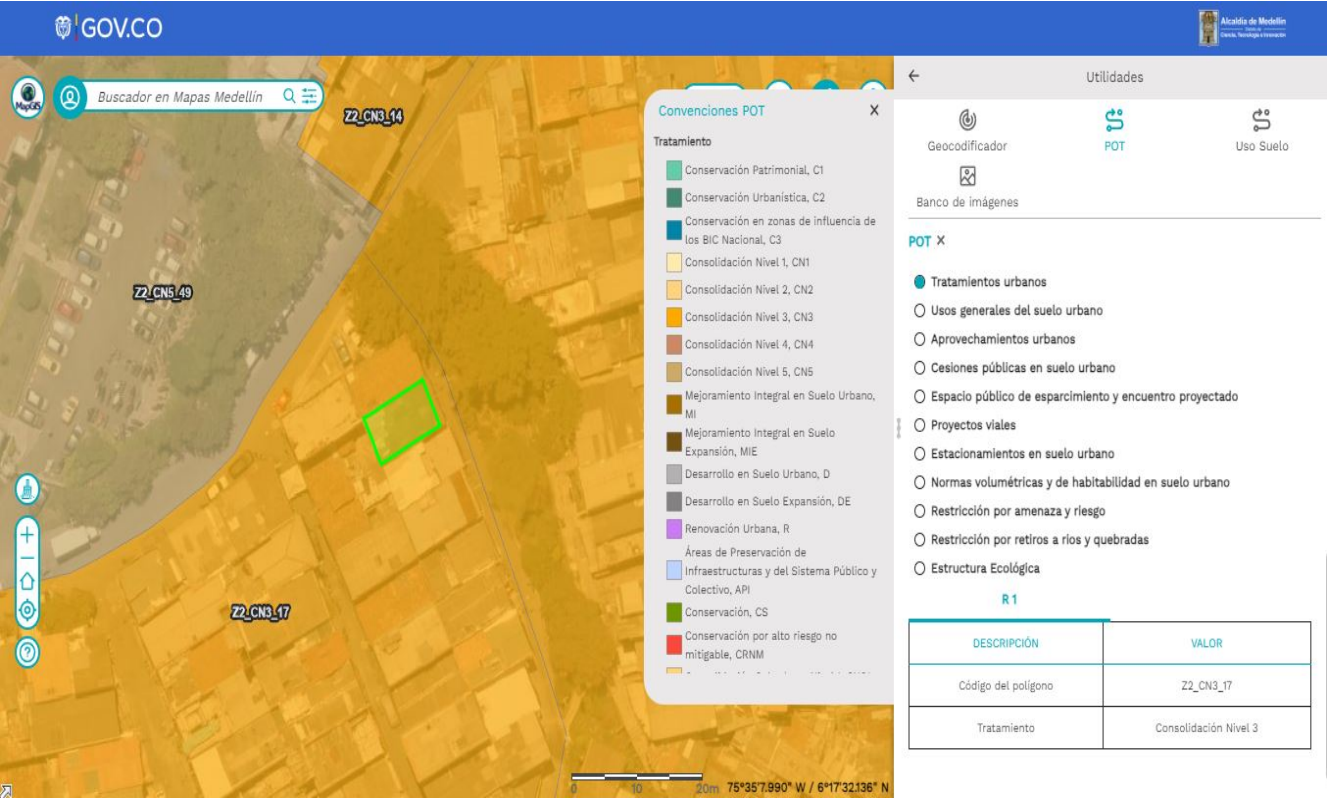 GOV.CO
Alcaldía de Medellín
Distrito de
Ciencia, Tecnología e Innovación
MapGIS
Buscador en Mapas Medellín
Z2_CN3_14
Z2_CN5_49
Z2_CN3_17
0 10 20m 75°35'7.990" W / 6°17'32.136" N
Convenciones POT X
Tratamiento
Conservación Patrimonial, C1
Conservación Urbanística, C2
Conservación en zonas de influencia de
los BIC Nacional, C3
Consolidación Nivel 1, CN1
Consolidación Nivel 2, CN2
Consolidación Nivel 3, CN3
Consolidación Nivel 4, CN4
Consolidación Nivel 5, CN5
Mejoramiento Integral en Suelo Urbano,
MI
Mejoramiento Integral en Suelo
Expansión, MIE
Desarrollo en Suelo Urbano, D
Desarrollo en Suelo Expansión, DE
Renovación Urbana, R
Áreas de Preservación de
Infraestructuras y del Sistema Público y
Colectivo, API
Conservación, CS
Conservación por alto riesgo no
mitigable, CRNM
Utilidades
Geocodificador
POT
Uso Suelo
Banco de imágenes
POT X
Tratamientos urbanos
Usos generales del suelo urbano
Aprovechamientos urbanos
Cesiones públicas en suelo urbano
Espacio público de esparcimiento y encuentro proyectado
Proyectos viales
Estacionamientos en suelo urbano
Normas volumétricas y de habitabilidad en suelo urbano
Restricción por amenaza y riesgo
Restricción por retiros a rios y quebradas
Estructura Ecológica
R 1
DESCRIPCIÓN VALOR
Código del polígono Z2_CN3_17
Tratamiento Consolidación Nivel 3